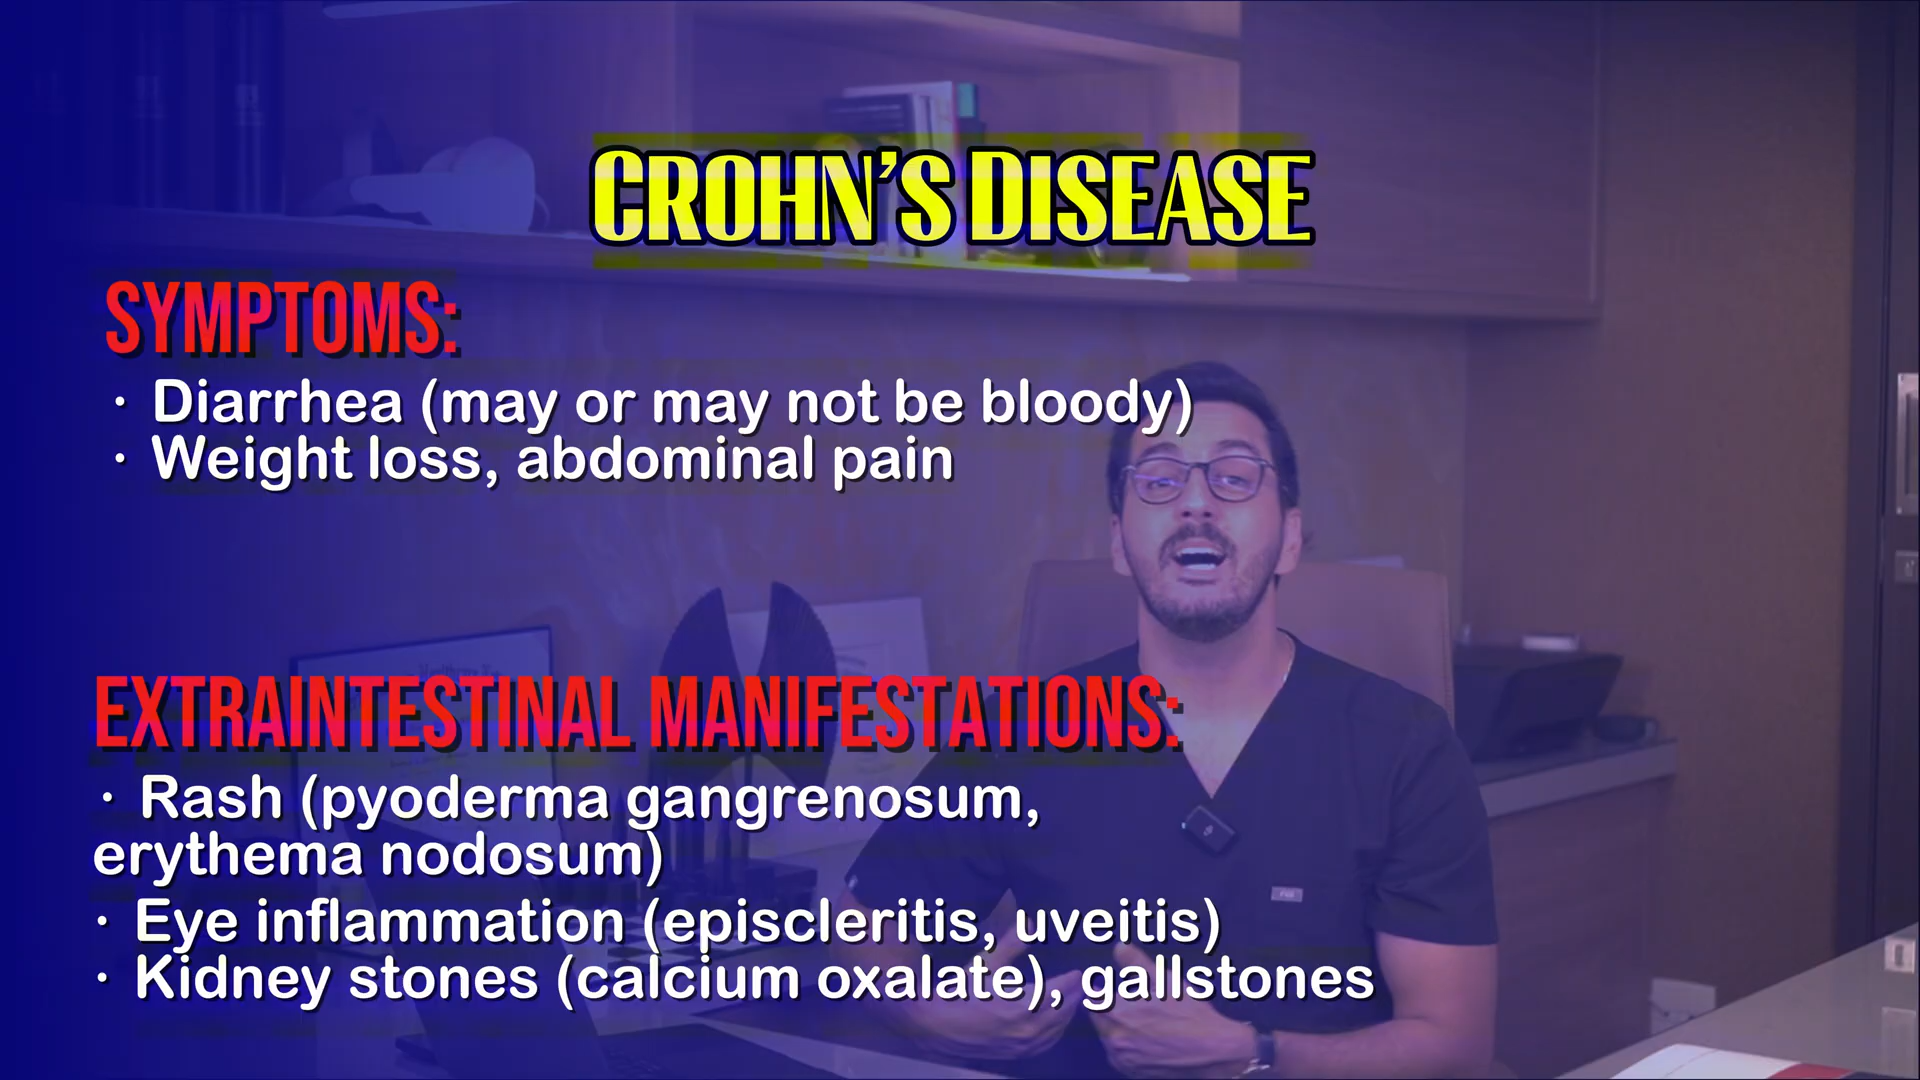 CROHN'S DISEASE
SYMPTOMS:
· Diarrhea (may or may not be bloody)
· Weight loss, abdominal pain
EXTRAINTESTINAL MANIFESTATIONS:
· Rash (pyoderma gangrenosum,
erythema nodosum)
· Eye inflammation (episcleritis, uveitis)
· Kidney stones (calcium oxalate), gallstones